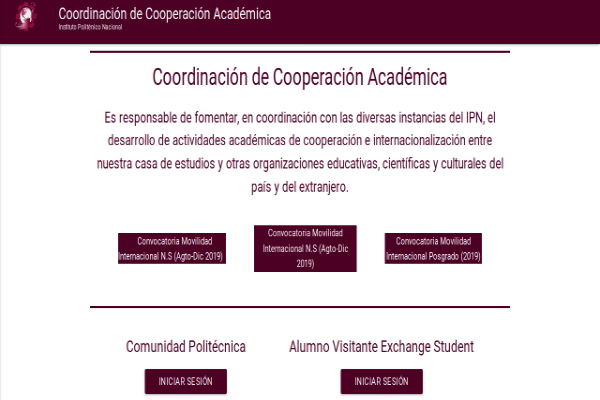 Coordinación de Cooperación Académica
Instituto Politécnico Nacional
Coordinación de Cooperación Académica
Es responsable de fomentar, en coordinación con las diversas instancias del IPN, el
desarrollo de actividades académicas de cooperación e internacionalización entre
nuestra casa de estudios y otras organizaciones educativas, científicas y culturales del
país y del extranjero.
Convocatoria Movilidad
Internacional N.S (Agto-Dic 2019)
Convocatoria Movilidad
Internacional N.S (Agto-Dic
2019)
Convocatoria Movilidad
Internacional Posgrado (2019)
Comunidad Politécnica
INICIAR SESIÓN
Alumno Visitante Exchange Student
INICIAR SESIÓN